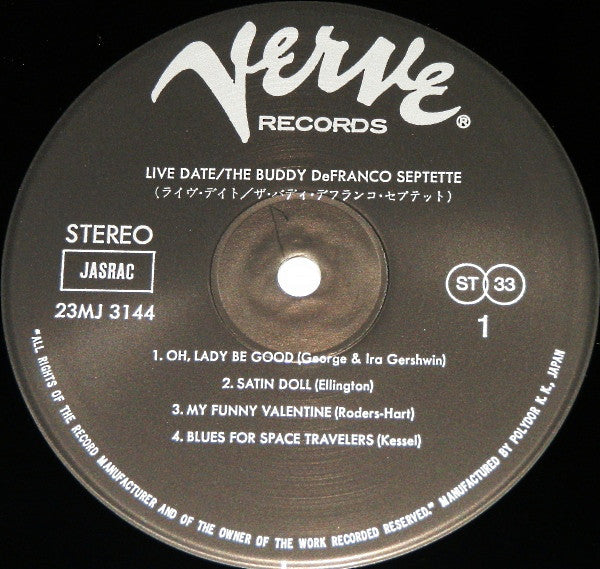 Verve
RECORDS®
LIVE DATE/THE BUDDY DeFRANCO SEPTETTE
(ライヴ・デイト/ザ・バディ・デフランコ・セプテット)
STEREO
JASRAC
23MJ 3144
ST 33
1
1. OH, LADY BE GOOD (George & Ira Gershwin)
2. SATIN DOLL (Ellington)
3. MY FUNNY VALENTINE (Roders-Hart)
4. BLUES FOR SPACE TRAVELERS (Kessel)
"ALL RIGHTS OF THE RECORD MANUFACTURER AND OF THE OWNER OF THE WORK RECORDED RESERVED." MANUFACTURED BY POLYDOR K.K., JAPAN